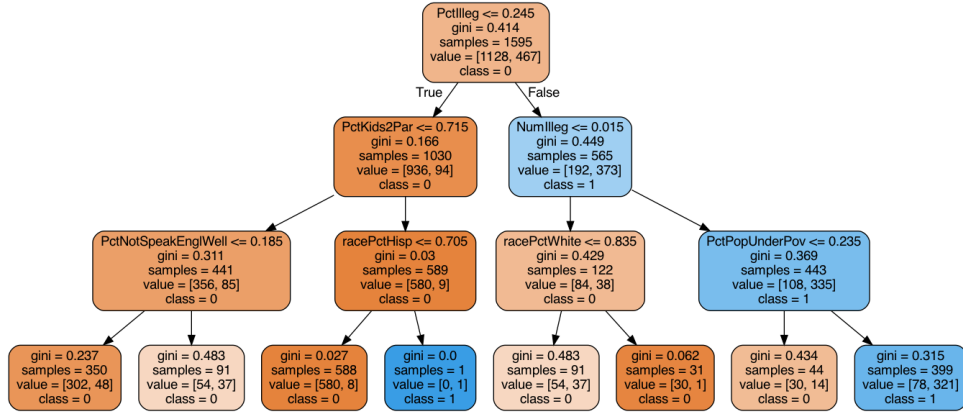 PctIlleg <= 0.245
gini = 0.414
samples = 1595
value = [1128, 467]
class = 0
True
False
PctKids2Par <= 0.715
gini = 0.166
samples = 1030
value = [936, 94]
class = 0
NumIlleg <= 0.015
gini = 0.449
samples = 565
value = [192, 373]
class = 1
PctNotSpeakEnglWell <= 0.185
gini = 0.311
samples = 441
value = [356, 85]
class = 0
racePctHisp <= 0.705
gini = 0.03
samples = 589
value = [580, 9]
class = 0
racePctWhite <= 0.835
gini = 0.429
samples = 122
value = [84, 38]
class = 0
PctPopUnderPov <= 0.235
gini = 0.369
samples = 443
value = [108, 335]
class = 1
gini = 0.237
samples = 350
value = [302, 48]
class = 0
gini = 0.483
samples = 91
value = [54, 37]
class = 0
gini = 0.027
samples = 588
value = [580, 8]
class = 0
gini = 0.0
samples = 1
value = [0, 1]
class = 1
gini = 0.483
samples = 91
value = [54, 37]
class = 0
gini = 0.062
samples = 31
value = [30, 1]
class = 0
gini = 0.434
samples = 44
value = [30, 14]
class = 0
gini = 0.315
samples = 399
value = [78, 321]
class = 1